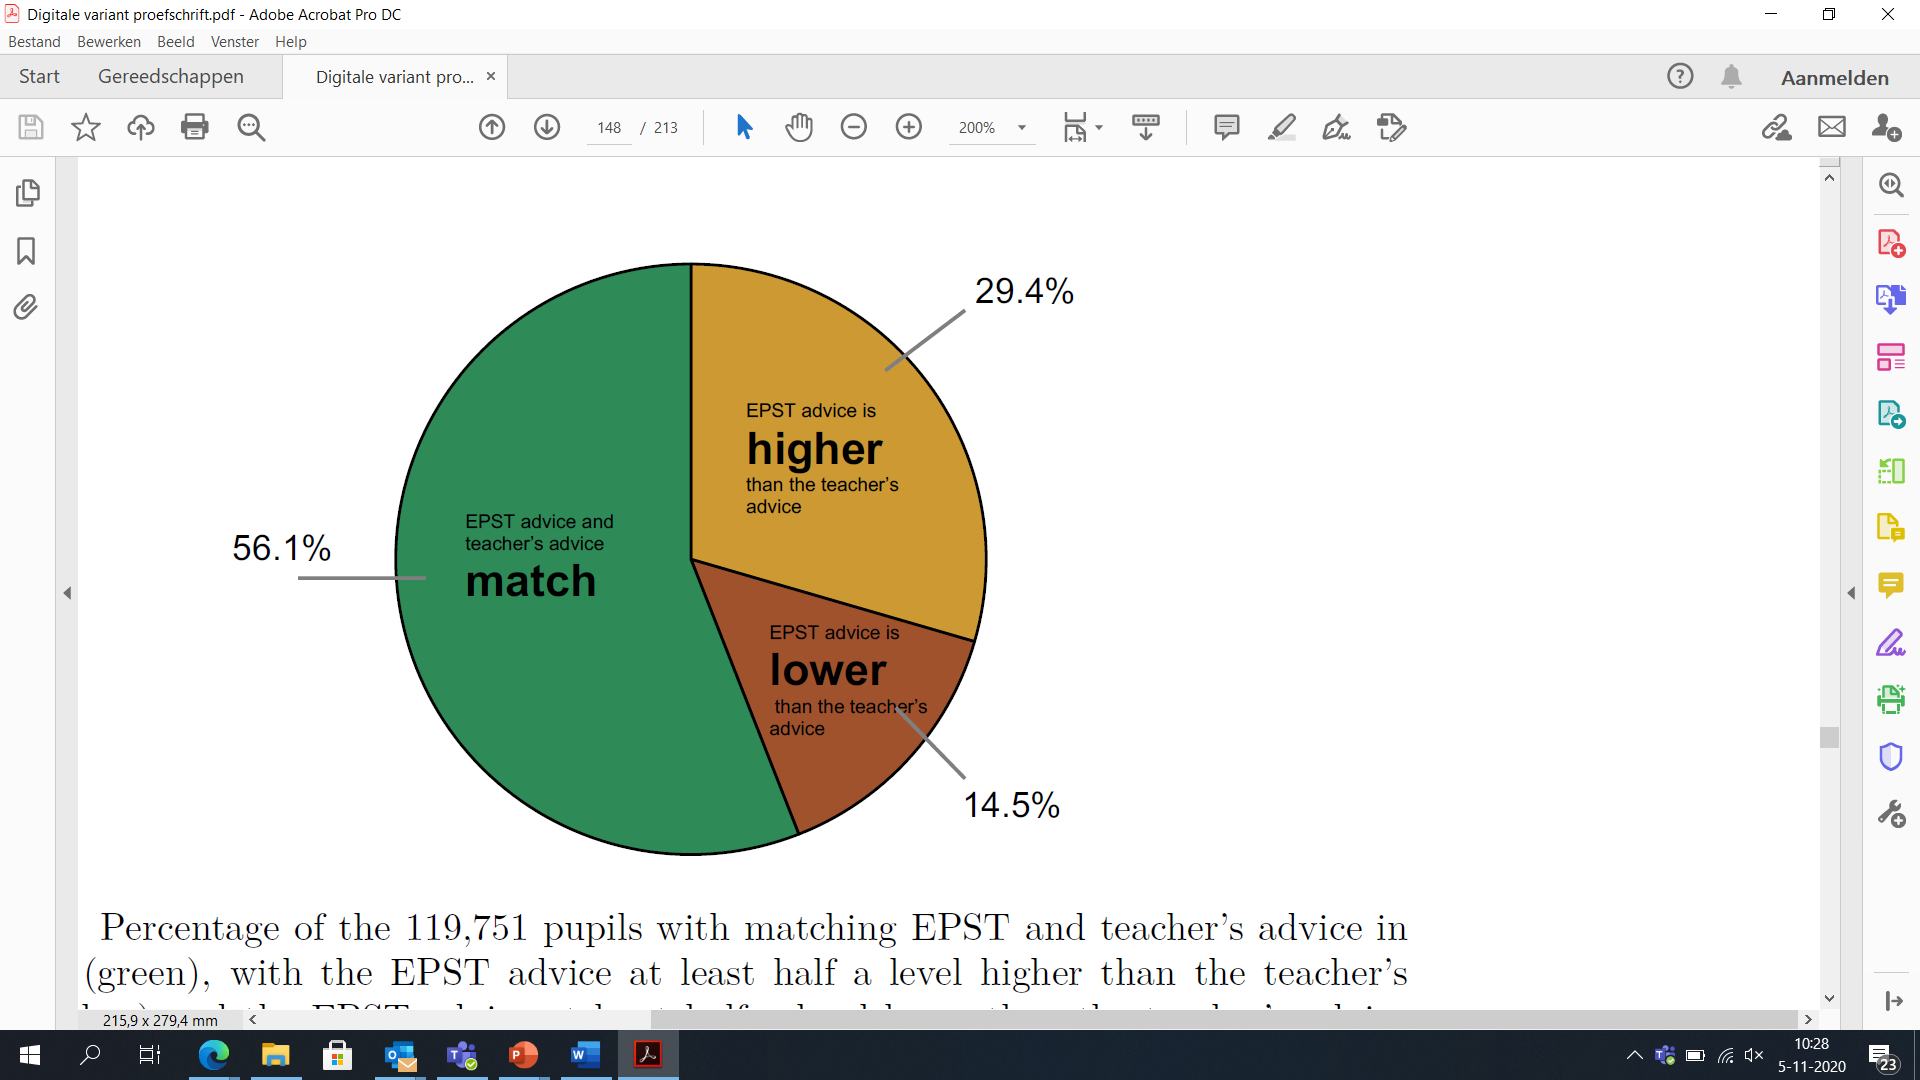 Digitale variant proefschrift.pdf - Adobe Acrobat Pro DC
Bestand Bewerken Beeld Venster Help
Start Gereedschappen Digitale variant pro... × Aanmelden
148 / 213 200%
29.4%
EPST advice is
higher
than the teacher's
advice
EPST advice and
teacher's advice
match
56.1%
EPST advice is
lower
than the teacher's
advice
14.5%
Percentage of the 119,751 pupils with matching EPST and teacher's advice in
(green), with the EPST advice at least half a level higher than the teacher's
215,9 x 279,4 mm
10:28
5-11-2020
23